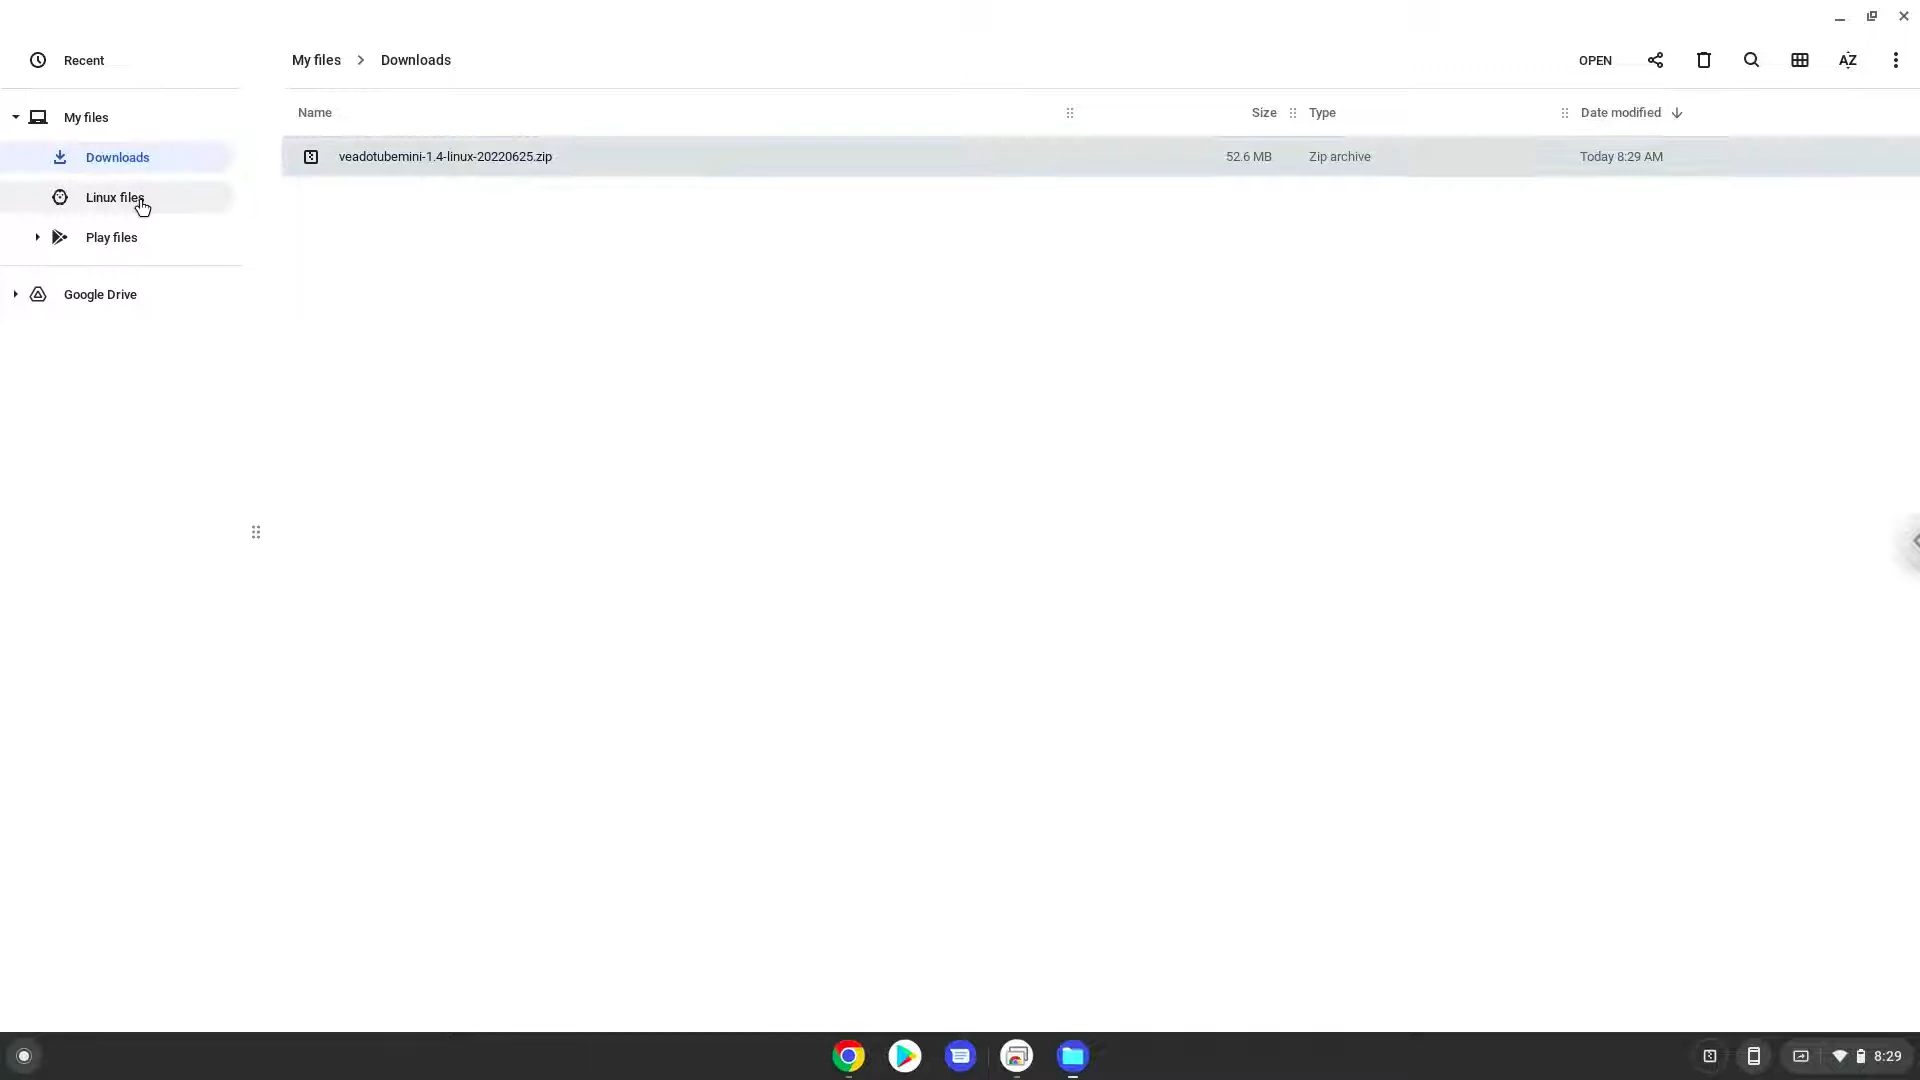 Recent
My files > Downloads
OPEN
AZ
My files
Name
Size
Type
Date modified
Downloads
veadotubemini-1.4-linux-20220625.zip
52.6 MB
Zip archive
Today 8:29 AM
Linux files
Play files
Google Drive
8:29